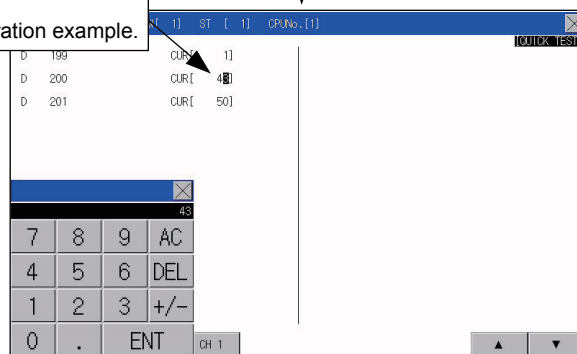 [ 1] ST [ 1] CPUNo.[1]
ration example.
[QUICK TEST
D 199 CUR[ 1]
D 200 CUR[ 43]
D 201 CUR[ 50]
43
7 8 9 AC
4 5 6 DEL
1 2 3 +/-
0 . ENT
CH 1